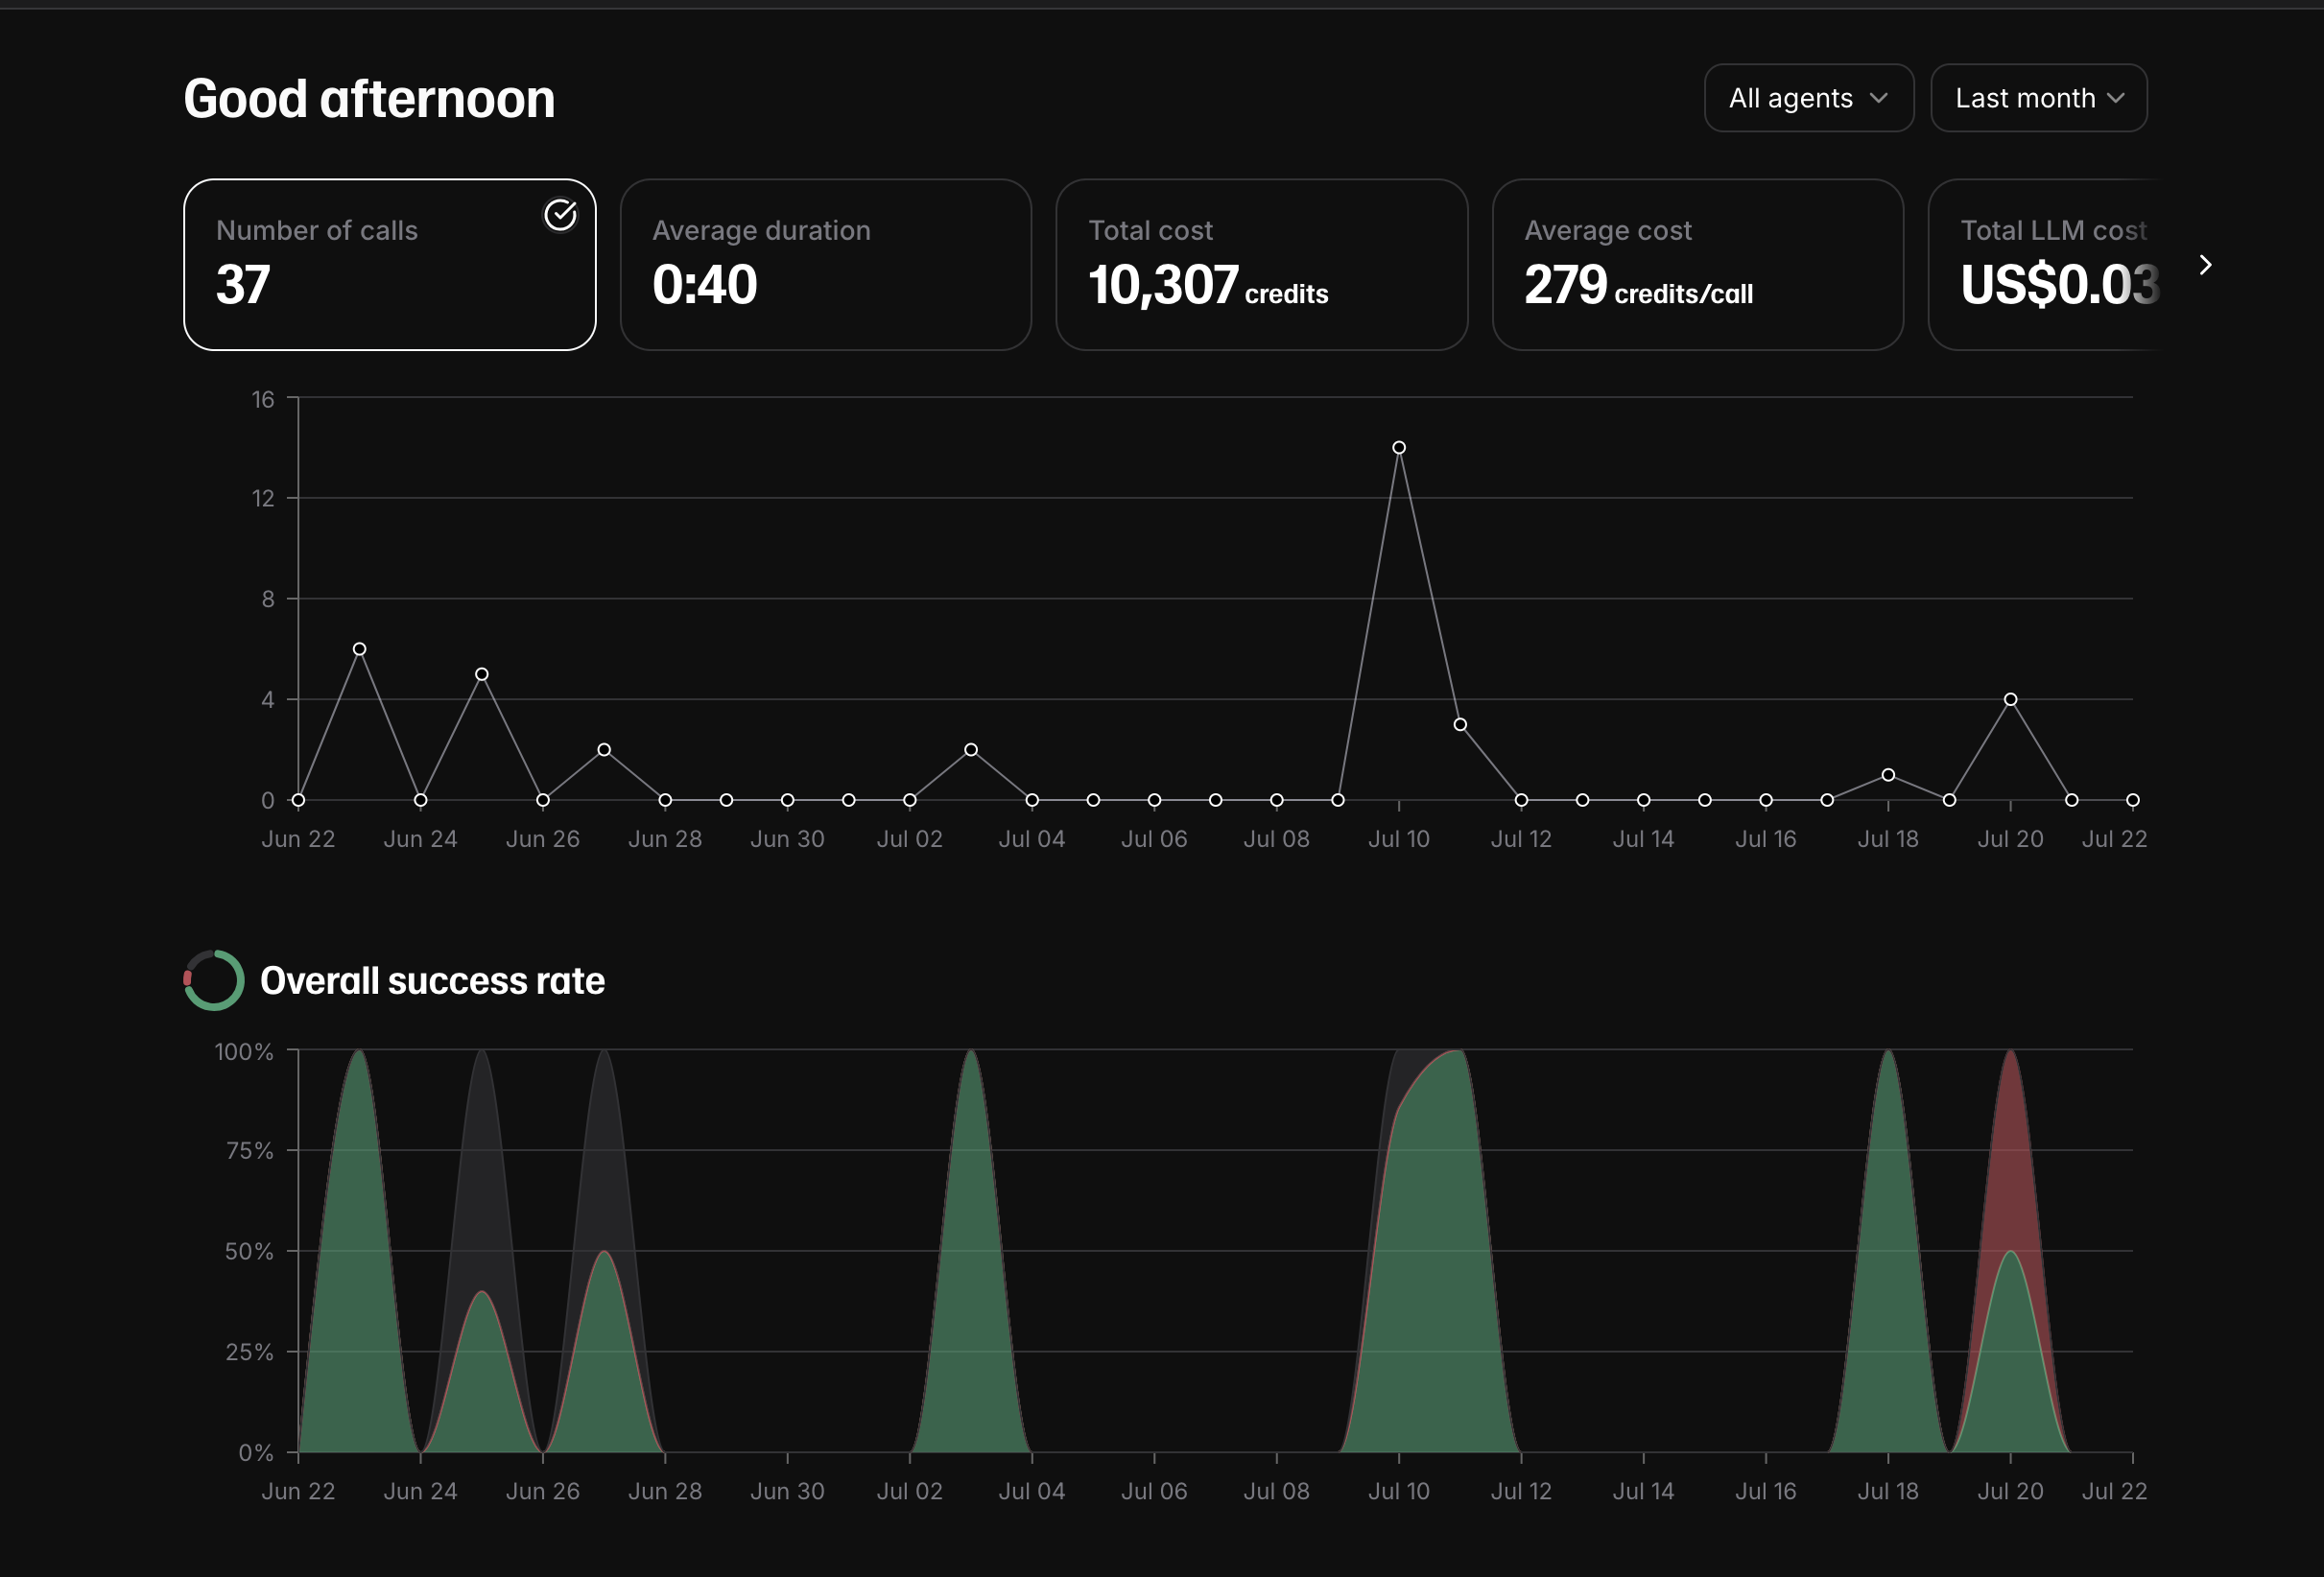 Good afternoon
All agents
Last month
Number of calls
37
Average duration
0:40
Total cost
10,307 credits
Average cost
279 credits/call
Total LLM cost
US$0.03
16
12
8
4
0
Jun 22 Jun 24 Jun 26 Jun 28 Jun 30 Jul 02 Jul 04 Jul 06 Jul 08 Jul 10 Jul 12 Jul 14 Jul 16 Jul 18 Jul 20 Jul 22
Overall success rate
100%
75%
50%
25%
0%
Jun 22 Jun 24 Jun 26 Jun 28 Jun 30 Jul 02 Jul 04 Jul 06 Jul 08 Jul 10 Jul 12 Jul 14 Jul 16 Jul 18 Jul 20 Jul 22